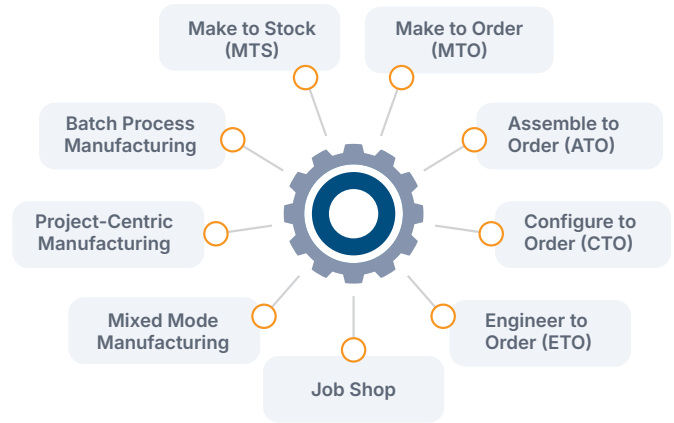 Make to Stock
(MTS)
Make to Order
(MTO)
Batch Process
Manufacturing
Assemble to
Order (ATO)
Project-Centric
Manufacturing
Configure to
Order (CTO)
Mixed Mode
Manufacturing
Engineer to
Order (ETO)
Job Shop